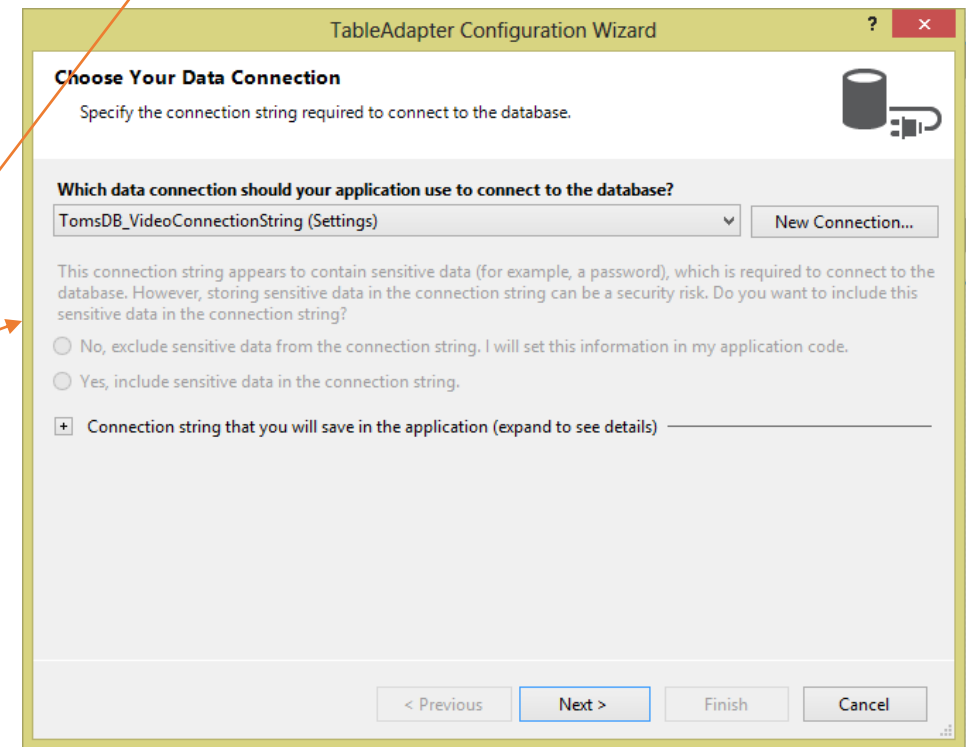 TableAdapter Configuration Wizard
? ×
Choose Your Data Connection
Specify the connection string required to connect to the database.
Which data connection should your application use to connect to the database?
TomsDB_VideoConnectionString (Settings)
New Connection...
This connection string appears to contain sensitive data (for example, a password), which is required to connect to the
database. However, storing sensitive data in the connection string can be a security risk. Do you want to include this
sensitive data in the connection string?
No, exclude sensitive data from the connection string. I will set this information in my application code.
Yes, include sensitive data in the connection string.
+ Connection string that you will save in the application (expand to see details)
< Previous Next > Finish Cancel